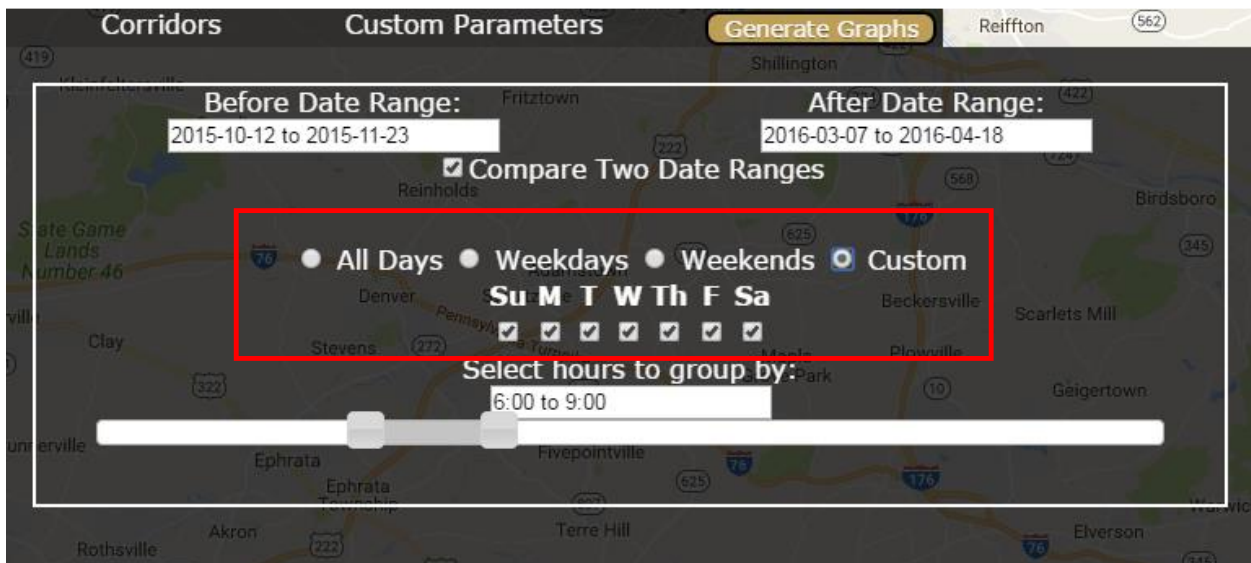 Corridors Custom Parameters Generate Graphs Reiffton 562
419 422
Shillington
Kleinfeltersville
Before Date Range: Fritztown After Date Range: 422
2015-10-12 to 2015-11-23 222 2016-03-07 to 2016-04-18
724
Compare Two Date Ranges
Reinholds 568 Birdsboro
176
State Game 625
Lands 76 345
Number 46
All Days Weekdays Weekends Custom
Denver Su M T W Th F Sa Beckersville
Scarlets Mill
Clay Stevens 272 Plowville
Select hours to group by:
322 Park 10 Geigertown
6:00 to 9:00
Ephrata Fivepointville
76 176
Ephrata 625
Township
Akron Terre Hill Elverson
Rothsville 222 76 345